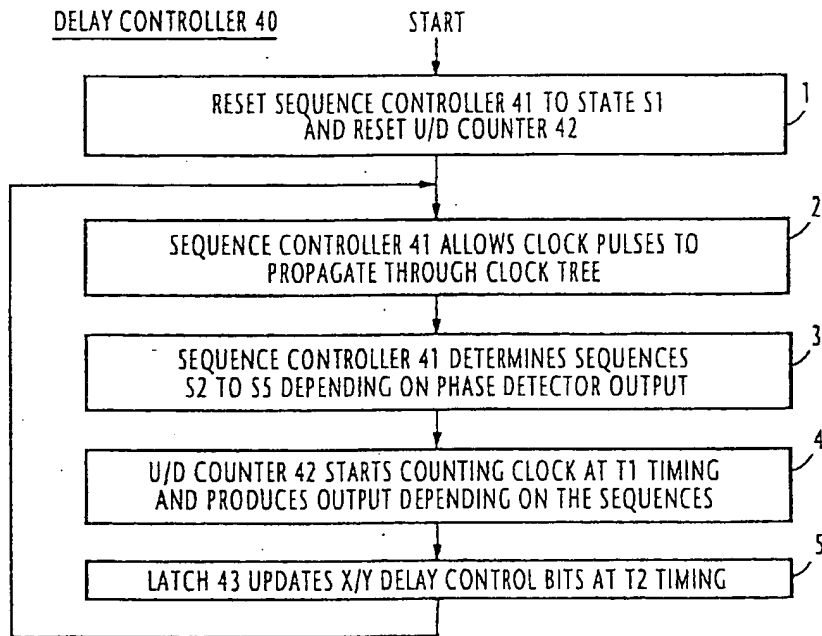 DELAY CONTROLLER 40
START
RESET SEQUENCE CONTROLLER 41 TO STATE S1
AND RESET U/D COUNTER 42
1
2
SEQUENCE CONTROLLER 41 ALLOWS CLOCK PULSES TO
PROPAGATE THROUGH CLOCK TREE
3
SEQUENCE CONTROLLER 41 DETERMINES SEQUENCES
S2 TO S5 DEPENDING ON PHASE DETECTOR OUTPUT
4
U/D COUNTER 42 STARTS COUNTING CLOCK AT T1 TIMING
AND PRODUCES OUTPUT DEPENDING ON THE SEQUENCES
5
LATCH 43 UPDATES X/Y DELAY CONTROL BITS AT T2 TIMING